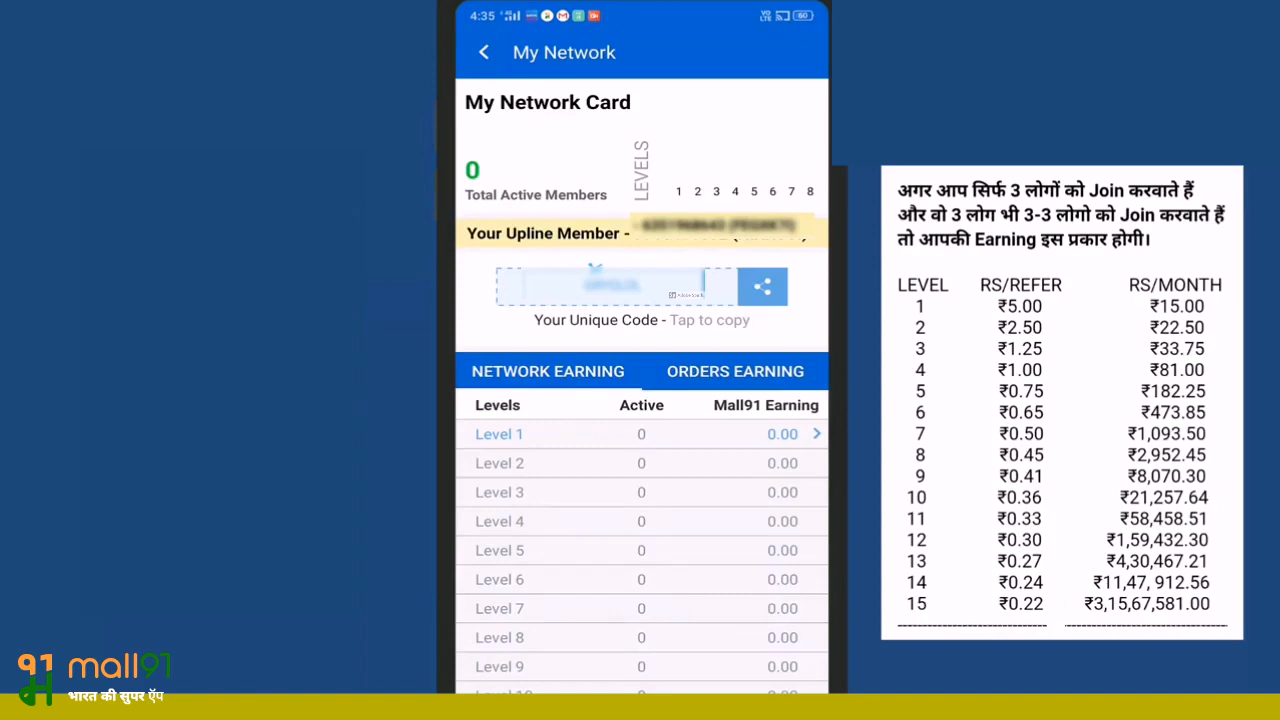 4:35
VO LTE
60
My Network
My Network Card
0
Total Active Members
LEVELS
1 2 3 4 5 6 7 8
Your Upline Member -
Your Unique Code - Tap to copy
NETWORK EARNING ORDERS EARNING
Levels Active Mall91 Earning
Level 1 0 0.00
Level 2 0 0.00
Level 3 0 0.00
Level 4 0 0.00
Level 5 0 0.00
Level 6 0 0.00
Level 7 0 0.00
Level 8 0 0.00
Level 9 0 0.00
अगर आप सिर्फ 3 लोगों को Join करवाते हैं
और वो 3 लोग भी 3-3 लोगो को Join करवाते हैं
तो आपकी Earning इस प्रकार होगी।
LEVEL RS/REFER RS/MONTH
1 ₹5.00 ₹15.00
2 ₹2.50 ₹22.50
3 ₹1.25 ₹33.75
4 ₹1.00 ₹81.00
5 ₹0.75 ₹182.25
6 ₹0.65 ₹473.85
7 ₹0.50 ₹1,093.50
8 ₹0.45 ₹2,952.45
9 ₹0.41 ₹8,070.30
10 ₹0.36 ₹21,257.64
11 ₹0.33 ₹58,458.51
12 ₹0.30 ₹1,59,432.30
13 ₹0.27 ₹4,30,467.21
14 ₹0.24 ₹11,47, 912.56
15 ₹0.22 ₹3,15,67,581.00
91 mall91
भारत की सुपर ऍप